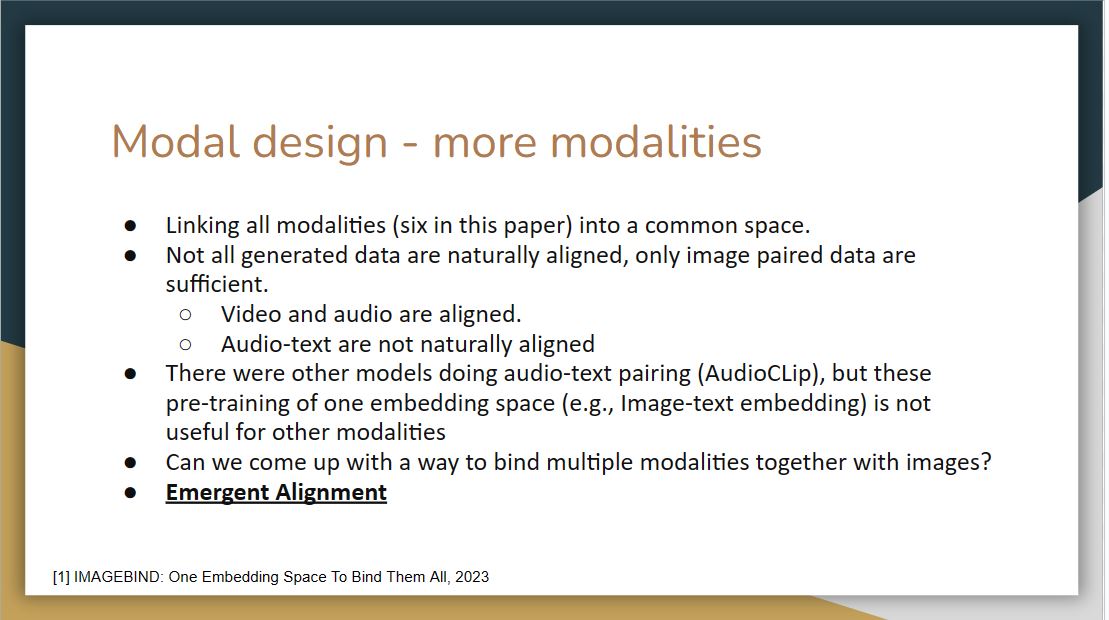 Modal design - more modalities
● Linking all modalities (six in this paper) into a common space.
● Not all generated data are naturally aligned, only image paired data are
sufficient.
○ Video and audio are aligned.
○ Audio-text are not naturally aligned
● There were other models doing audio-text pairing (AudioCLip), but these
pre-training of one embedding space (e.g., Image-text embedding) is not
useful for other modalities
● Can we come up with a way to bind multiple modalities together with images?
● Emergent Alignment
[1] IMAGEBIND: One Embedding Space To Bind Them All, 2023